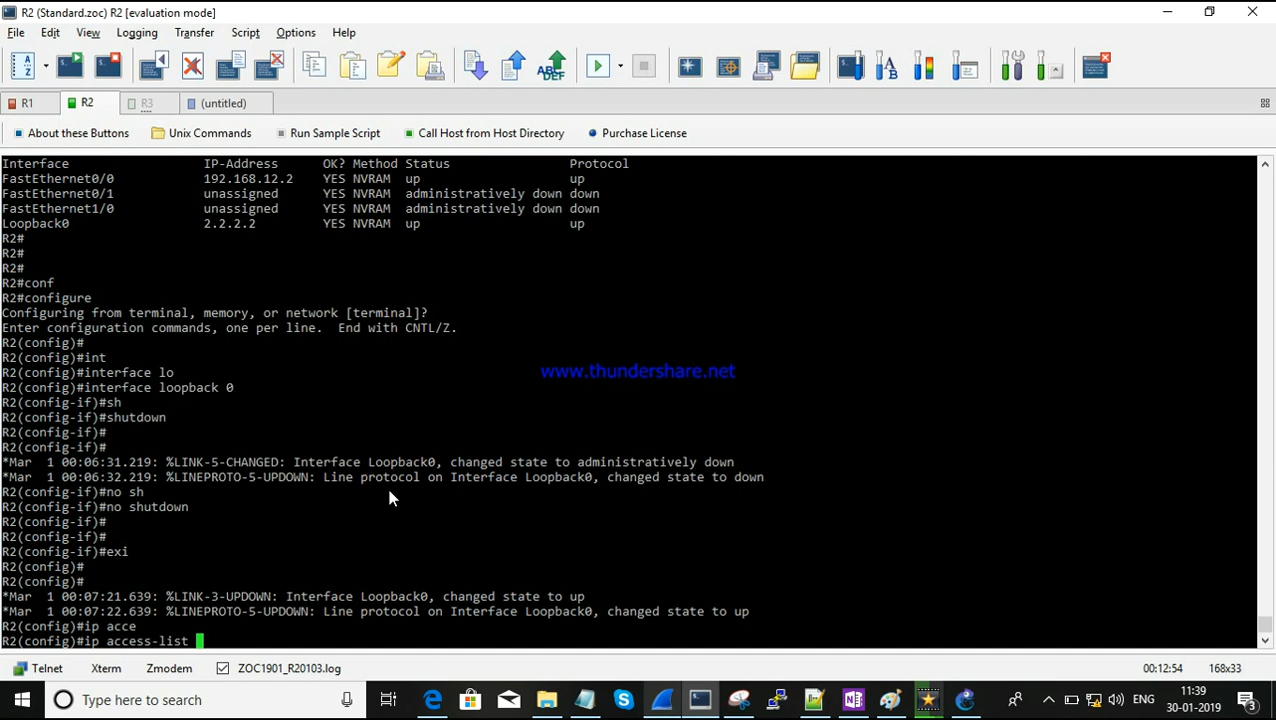 R2 (Standard.zoc) R2 [evaluation mode]
File Edit View Logging Transfer Script Options Help
R1 R2 R3 (untitled)
About these Buttons Unix Commands Run Sample Script Call Host from Host Directory Purchase License
Interface IP-Address OK? Method Status Protocol
FastEthernet0/0 192.168.12.2 YES NVRAM up up
FastEthernet0/1 unassigned YES NVRAM administratively down down
FastEthernet1/0 unassigned YES NVRAM administratively down down
Loopback0 2.2.2.2 YES NVRAM up up
R2#
R2#
R2#
R2#conf
R2#configure
Configuring from terminal, memory, or network [terminal]?
Enter configuration commands, one per line.  End with CNTL/Z.
R2(config)#
R2(config)#int
R2(config)#interface lo
R2(config)#interface loopback 0
R2(config-if)#sh
R2(config-if)#shutdown
R2(config-if)#
R2(config-if)#
*Mar  1 00:06:31.219: %LINK-5-CHANGED: Interface Loopback0, changed state to administratively down
*Mar  1 00:06:32.219: %LINEPROTO-5-UPDOWN: Line protocol on Interface Loopback0, changed state to down
R2(config-if)#no sh
R2(config-if)#no shutdown
R2(config-if)#
R2(config-if)#
R2(config-if)#exi
R2(config)#
R2(config)#
*Mar  1 00:07:21.639: %LINK-3-UPDOWN: Interface Loopback0, changed state to up
*Mar  1 00:07:22.639: %LINEPROTO-5-UPDOWN: Line protocol on Interface Loopback0, changed state to up
R2(config)#ip acce
R2(config)#ip access-list
www.thundershare.net
Telnet Xterm Zmodem ZOC1901_R20103.log 00:12:54 168x33
Type here to search ENG 11:39
30-01-2019 3